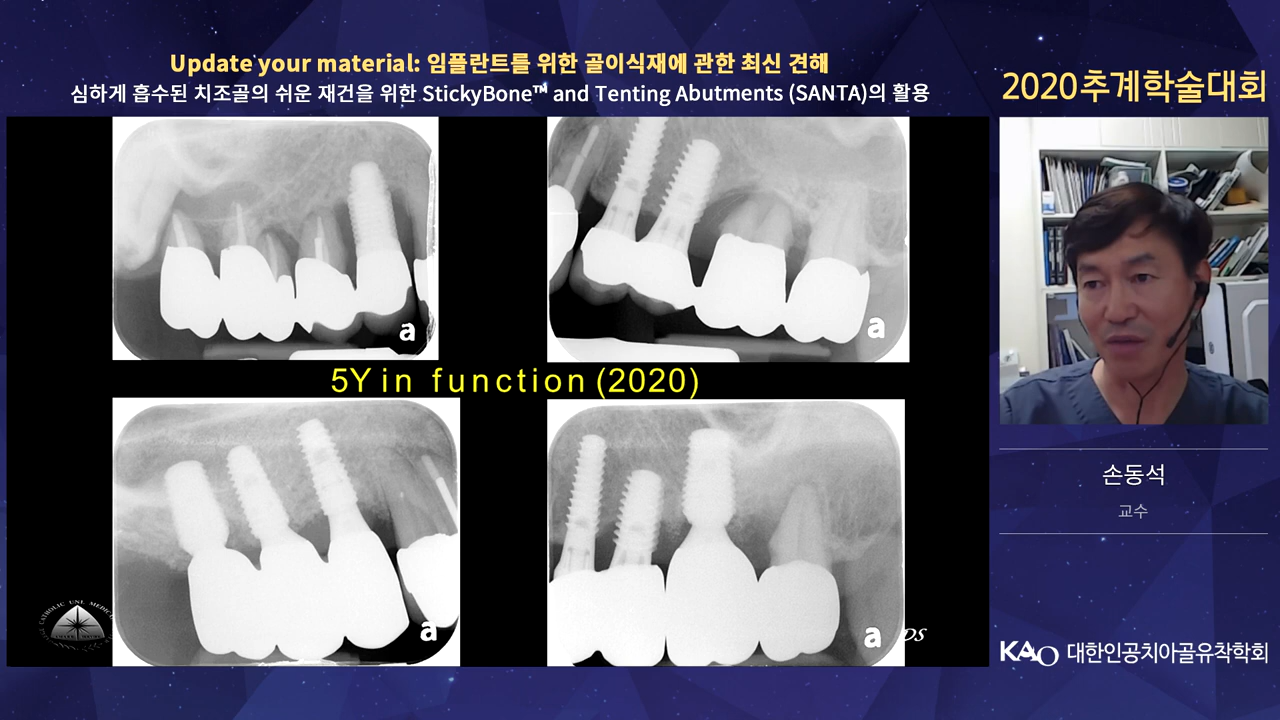 Update your material: 임플란트를 위한 골이식재에 관한 최신 견해
심하게 흡수된 치조골의 쉬운 재건을 위한 StickyBone™ and Tenting Abutments (SANTA)의 활용
2020추계학술대회
a
a
5Y in function (2020)
a
a
손동석
교수
KAO 대한인공치아골유착학회